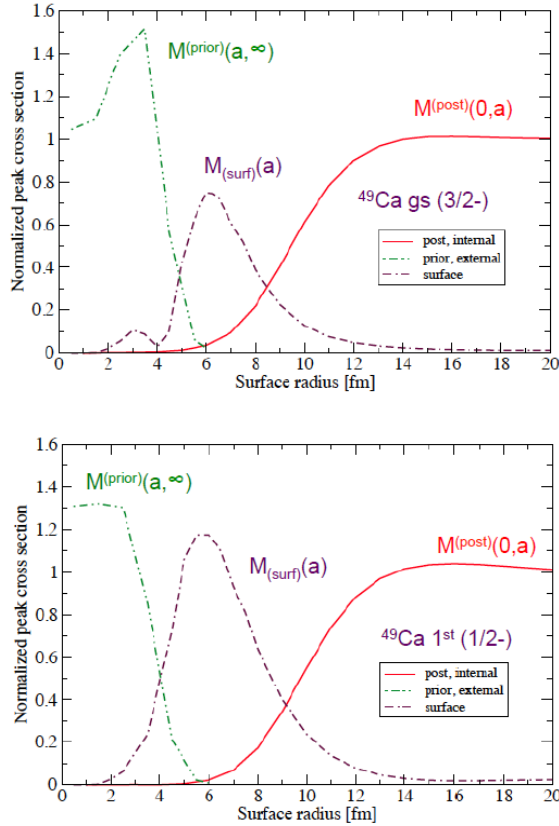 1.6
M(prior)(a,∞)
1.4
1.2
M(post)(0,a)
1
M(surf)(a)
0.8
49Ca gs (3/2-)
0.6
post, internal
prior, external
surface
0.4
0.2
0
0 2 4 6 8 10 12 14 16 18 20
Surface radius [fm]
Normalized peak cross section
1.6
M(prior)(a,∞)
1.4
1.2
M(post)(0,a)
M(surf)(a)
1
0.8
49Ca 1st (1/2-)
0.6
post, internal
prior, external
surface
0.4
0.2
0
0 2 4 6 8 10 12 14 16 18 20
Surface radius [fm]
Normalized peak cross section